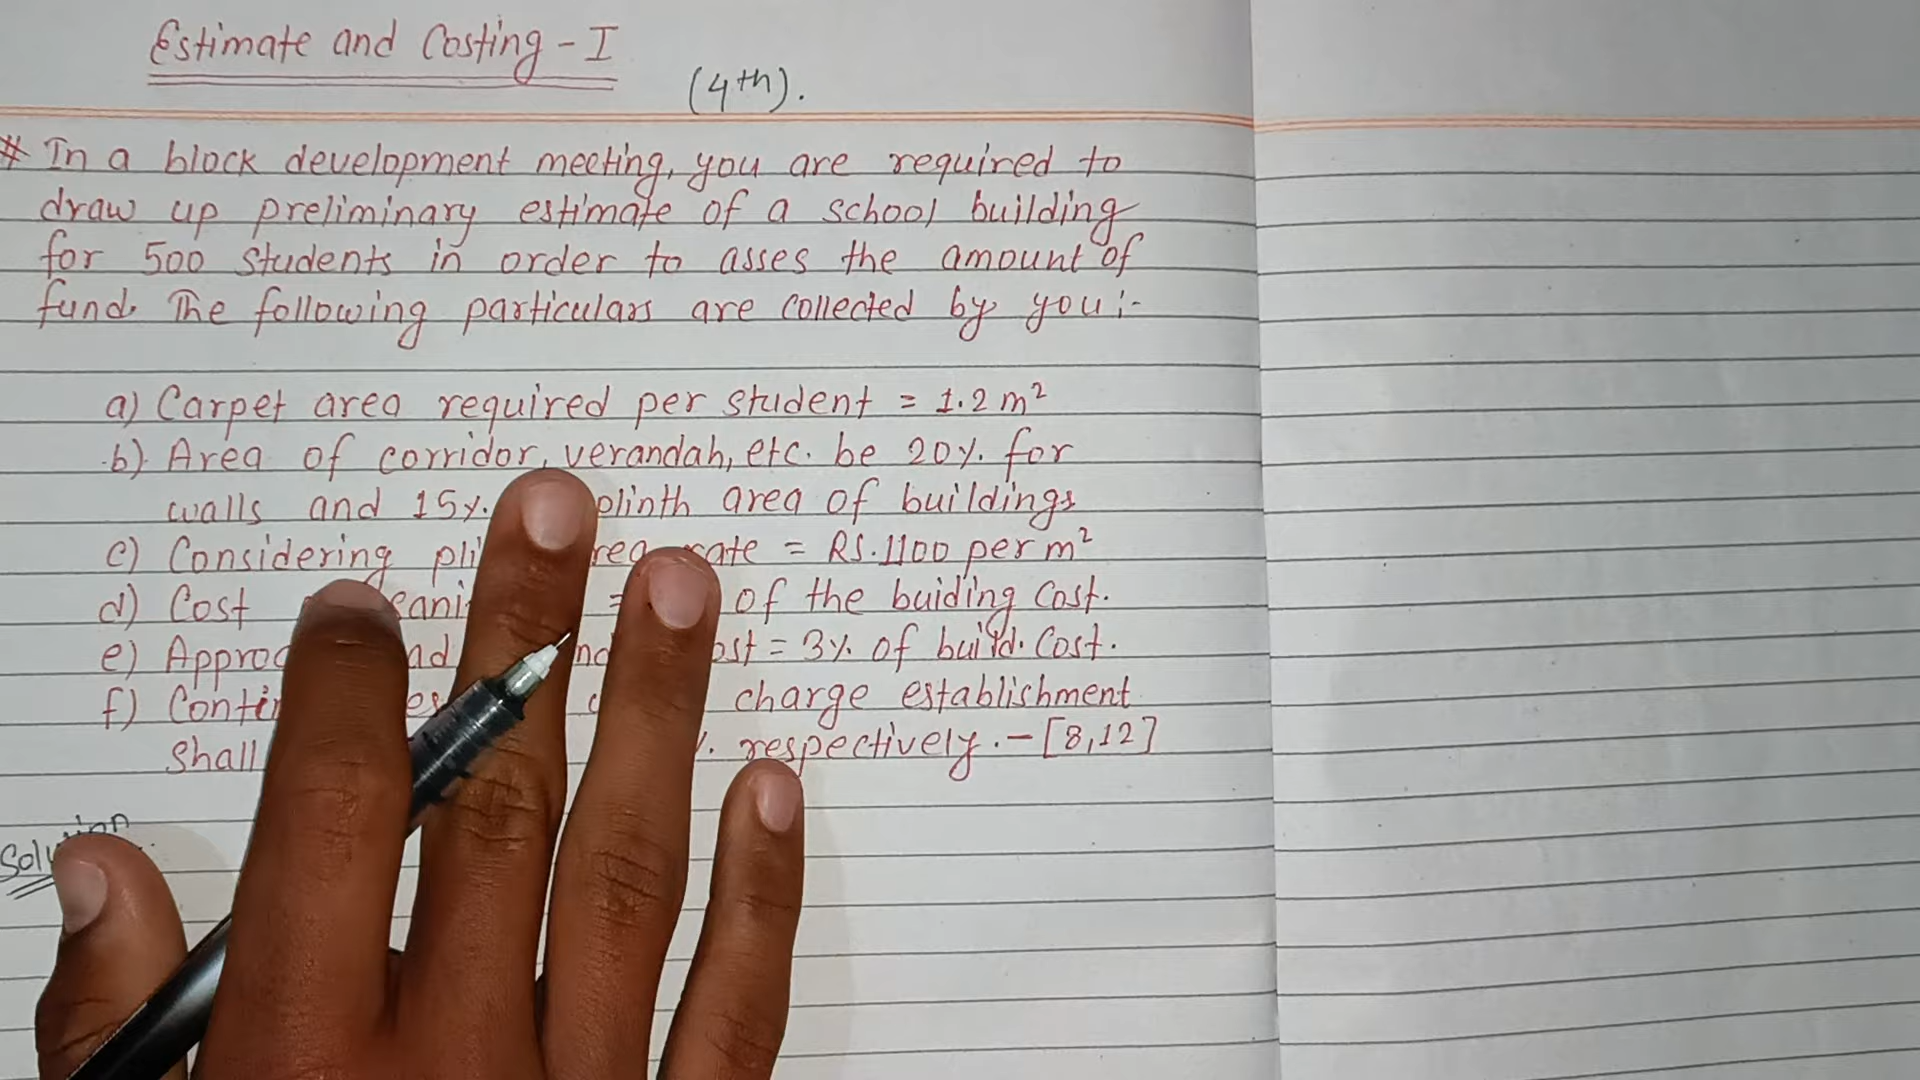 Estimate and Costing - I
(4th).
# In a block development meeting, you are required to
draw up preliminary estimate of a school building
for 500 students in order to asses the amount of
fund. The following particulars are collected by you:-
a) Carpet area required per student = 1.2 m²
b) Area of corridor, verandah, etc. be 20%. for
walls and 15%. plinth area of buildings
c) Considering rate = RS. 1100 per m²
d) Cost of the buiding Cost.
e) = 3%. of build. Cost.
f) charge establishment
Shall respectively. - [8,12]
Solution